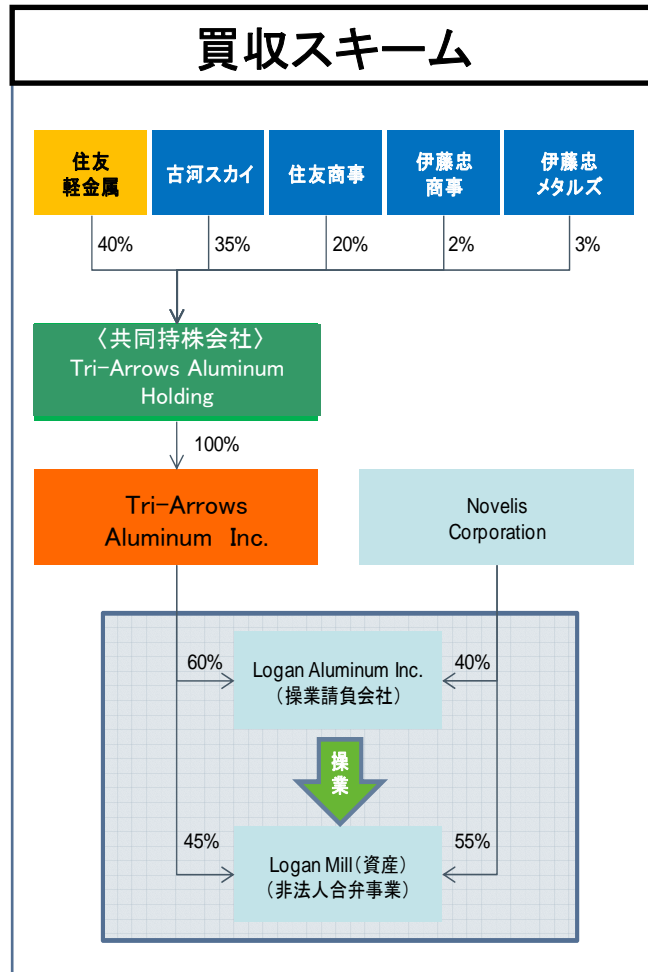 買収スキーム
住友
軽金属
古河スカイ
住友商事
伊藤忠
商事
伊藤忠
メタルズ
40%
35%
20%
2%
3%
〈共同持株会社〉
Tri-Arrows Aluminum
Holding
100%
Tri-Arrows
Aluminum Inc.
Novelis
Corporation
60%
Logan Aluminum Inc.
(操業請負会社)
40%
操
業
45%
Logan Mill(資産)
(非法人合弁事業)
55%